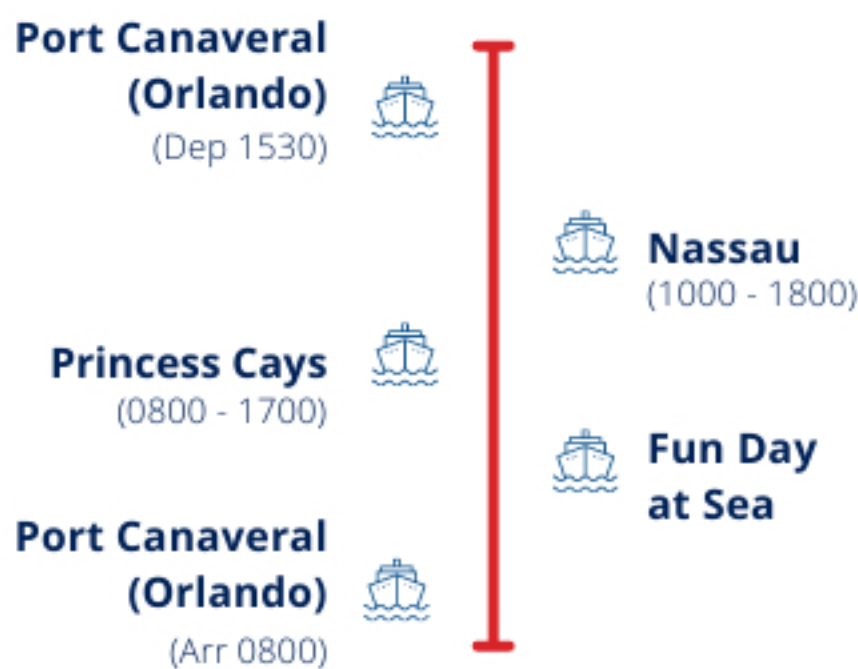 Port Canaveral
(Orlando)
(Dep 1530)
Nassau
(1000 - 1800)
Princess Cays
(0800 - 1700)
Fun Day
at Sea
Port Canaveral
(Orlando)
(Arr 0800)